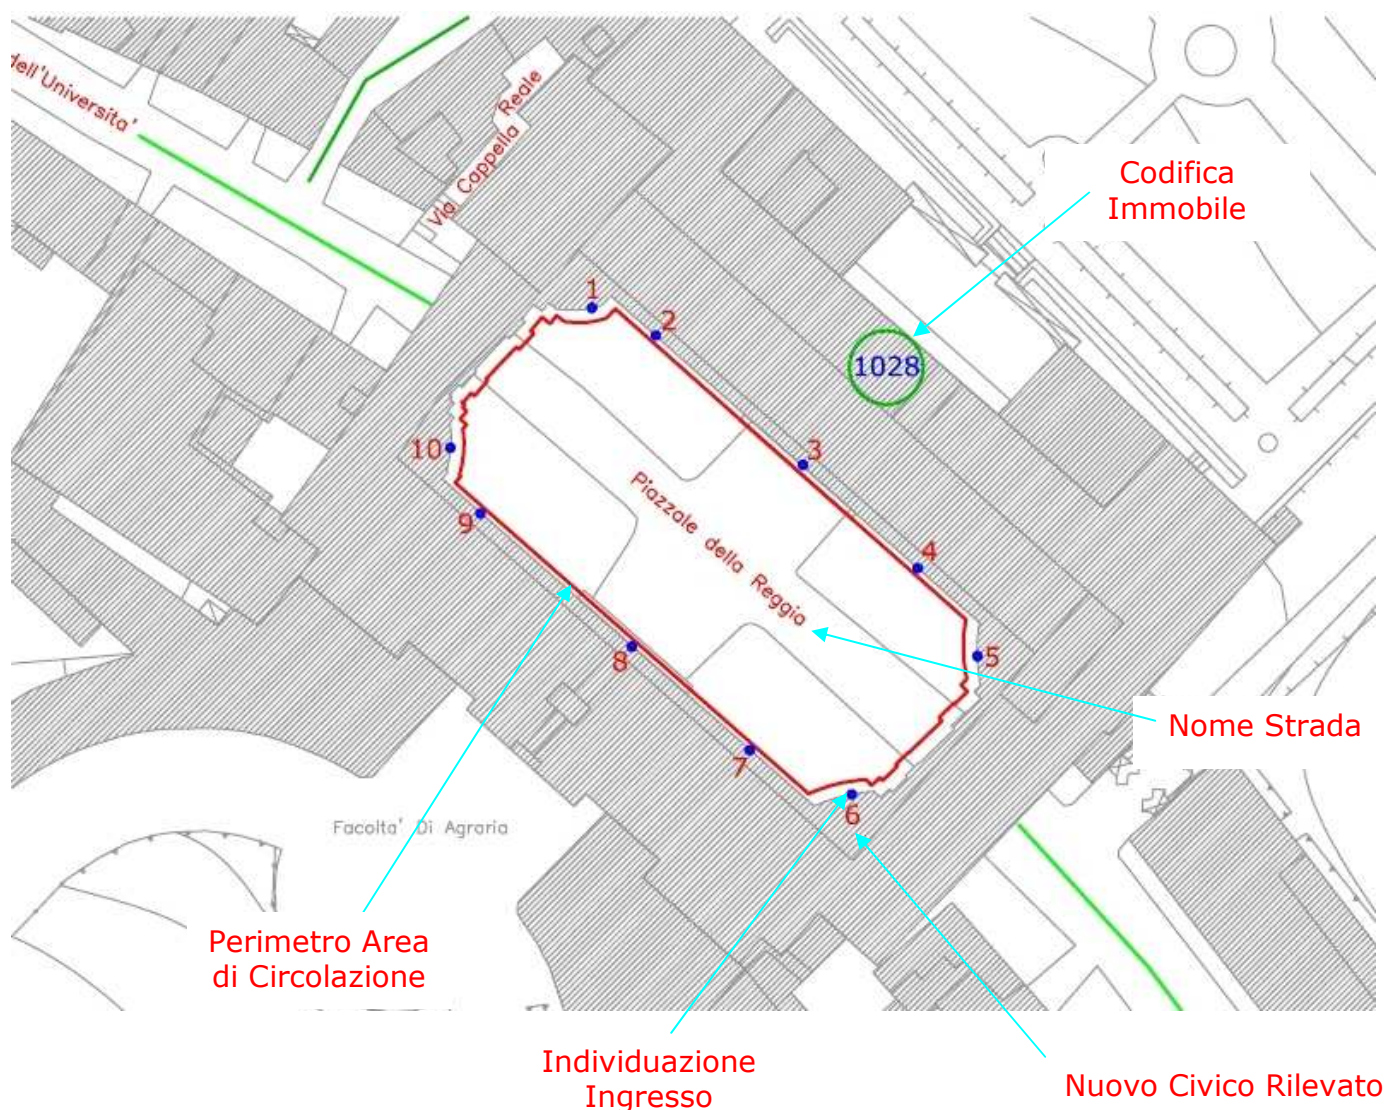 dell'Universita'
Via Cappella Reale
Codifica
Immobile
1
2
1028
3
10
Piazzale della Reggia
9
4
8
5
Nome Strada
7
6
Facolta' Di Agraria
Perimetro Area
di Circolazione
Individuazione
Ingresso
Nuovo Civico Rilevato